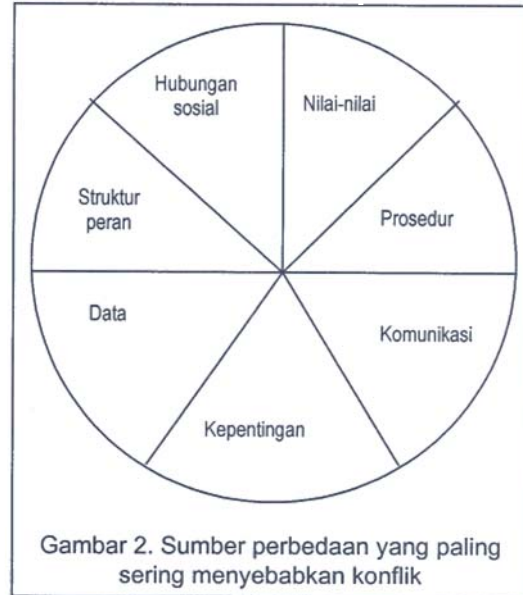 Hubungan
sosial
Nilai-nilai
Struktur
peran
Prosedur
Data
Komunikasi
Kepentingan
Gambar 2. Sumber perbedaan yang paling
sering menyebabkan konflik